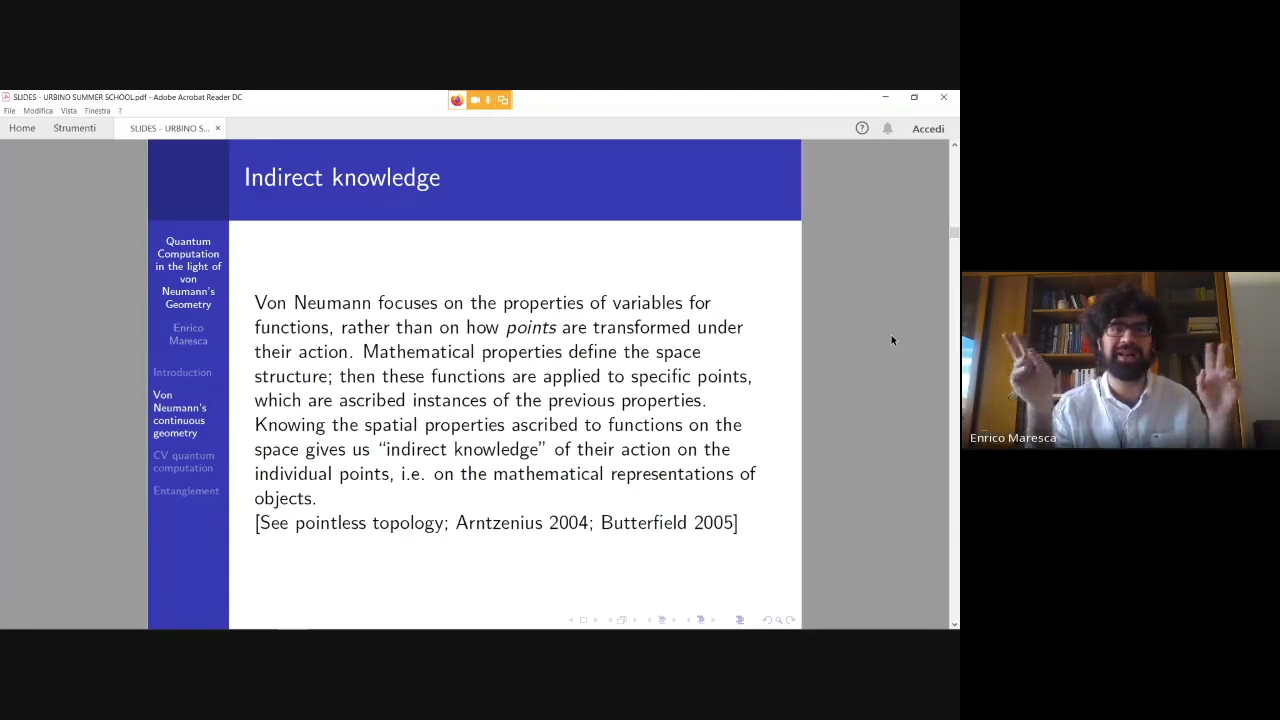 SLIDES - URBINO SUMMER SCHOOL.pdf - Adobe Acrobat Reader DC
File Modifica Vista Finestra ?
Home Strumenti SLIDES - URBINO S... × Accedi
Indirect knowledge
Quantum
Computation
in the light of
von
Neumann's
Geometry
Enrico
Maresca
Introduction
Von
Neumann's
continuous
geometry
CV quantum
computation
Entanglement
Von Neumann focuses on the properties of variables for
functions, rather than on how points are transformed under
their action. Mathematical properties define the space
structure; then these functions are applied to specific points,
which are ascribed instances of the previous properties.
Knowing the spatial properties ascribed to functions on the
space gives us “indirect knowledge” of their action on the
individual points, i.e. on the mathematical representations of
objects.
[See pointless topology; Arntzenius 2004; Butterfield 2005]
Enrico Maresca